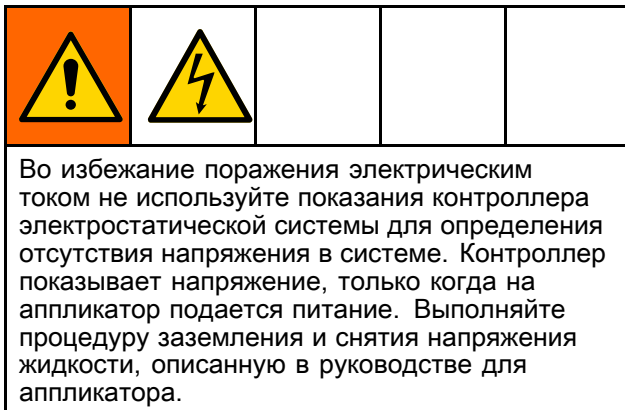 Во избежание поражения электрическим
током не используйте показания контроллера
электростатической системы для определения
отсутствия напряжения в системе. Контроллер
показывает напряжение, только когда на
аппликатор подается питание. Выполняйте
процедуру заземления и снятия напряжения
жидкости, описанную в руководстве для
аппликатора.